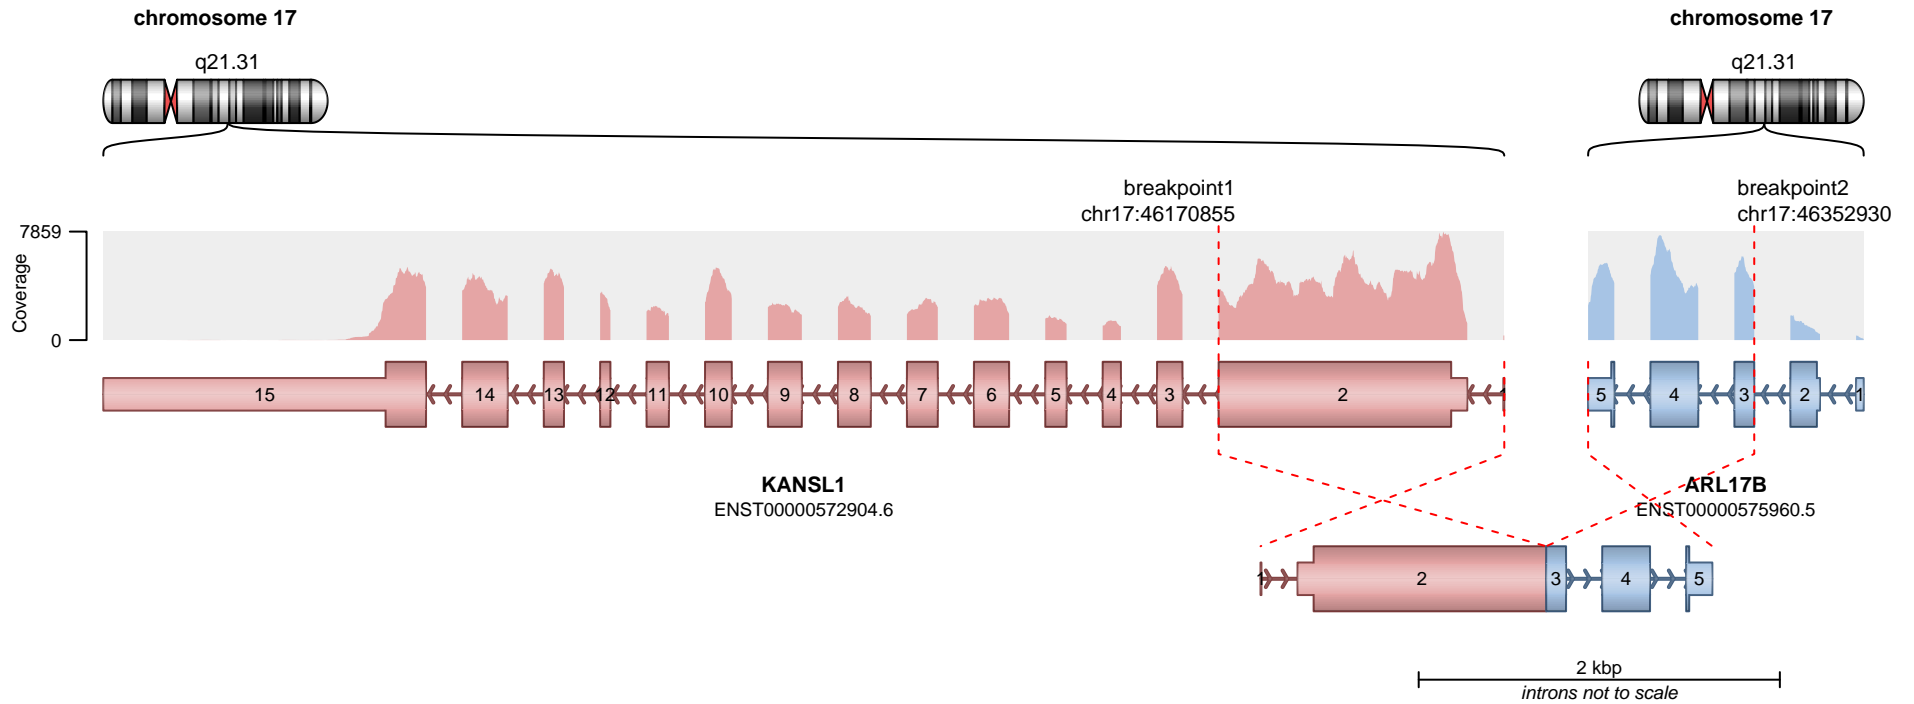 chromosome 17
chromosome 17
q21.31
q21.31
breakpoint1
chr17:46170855
breakpoint2
chr17:46352930
7859
Coverage
0
15 14 13 12 11 10 9 8 7 6 5 4 3 2 1
5 4 3 2 1
KANSL1
ENST00000572904.6
ARL17B
ENST00000575960.5
1 2 3 4 5
2 kbp
introns not to scale